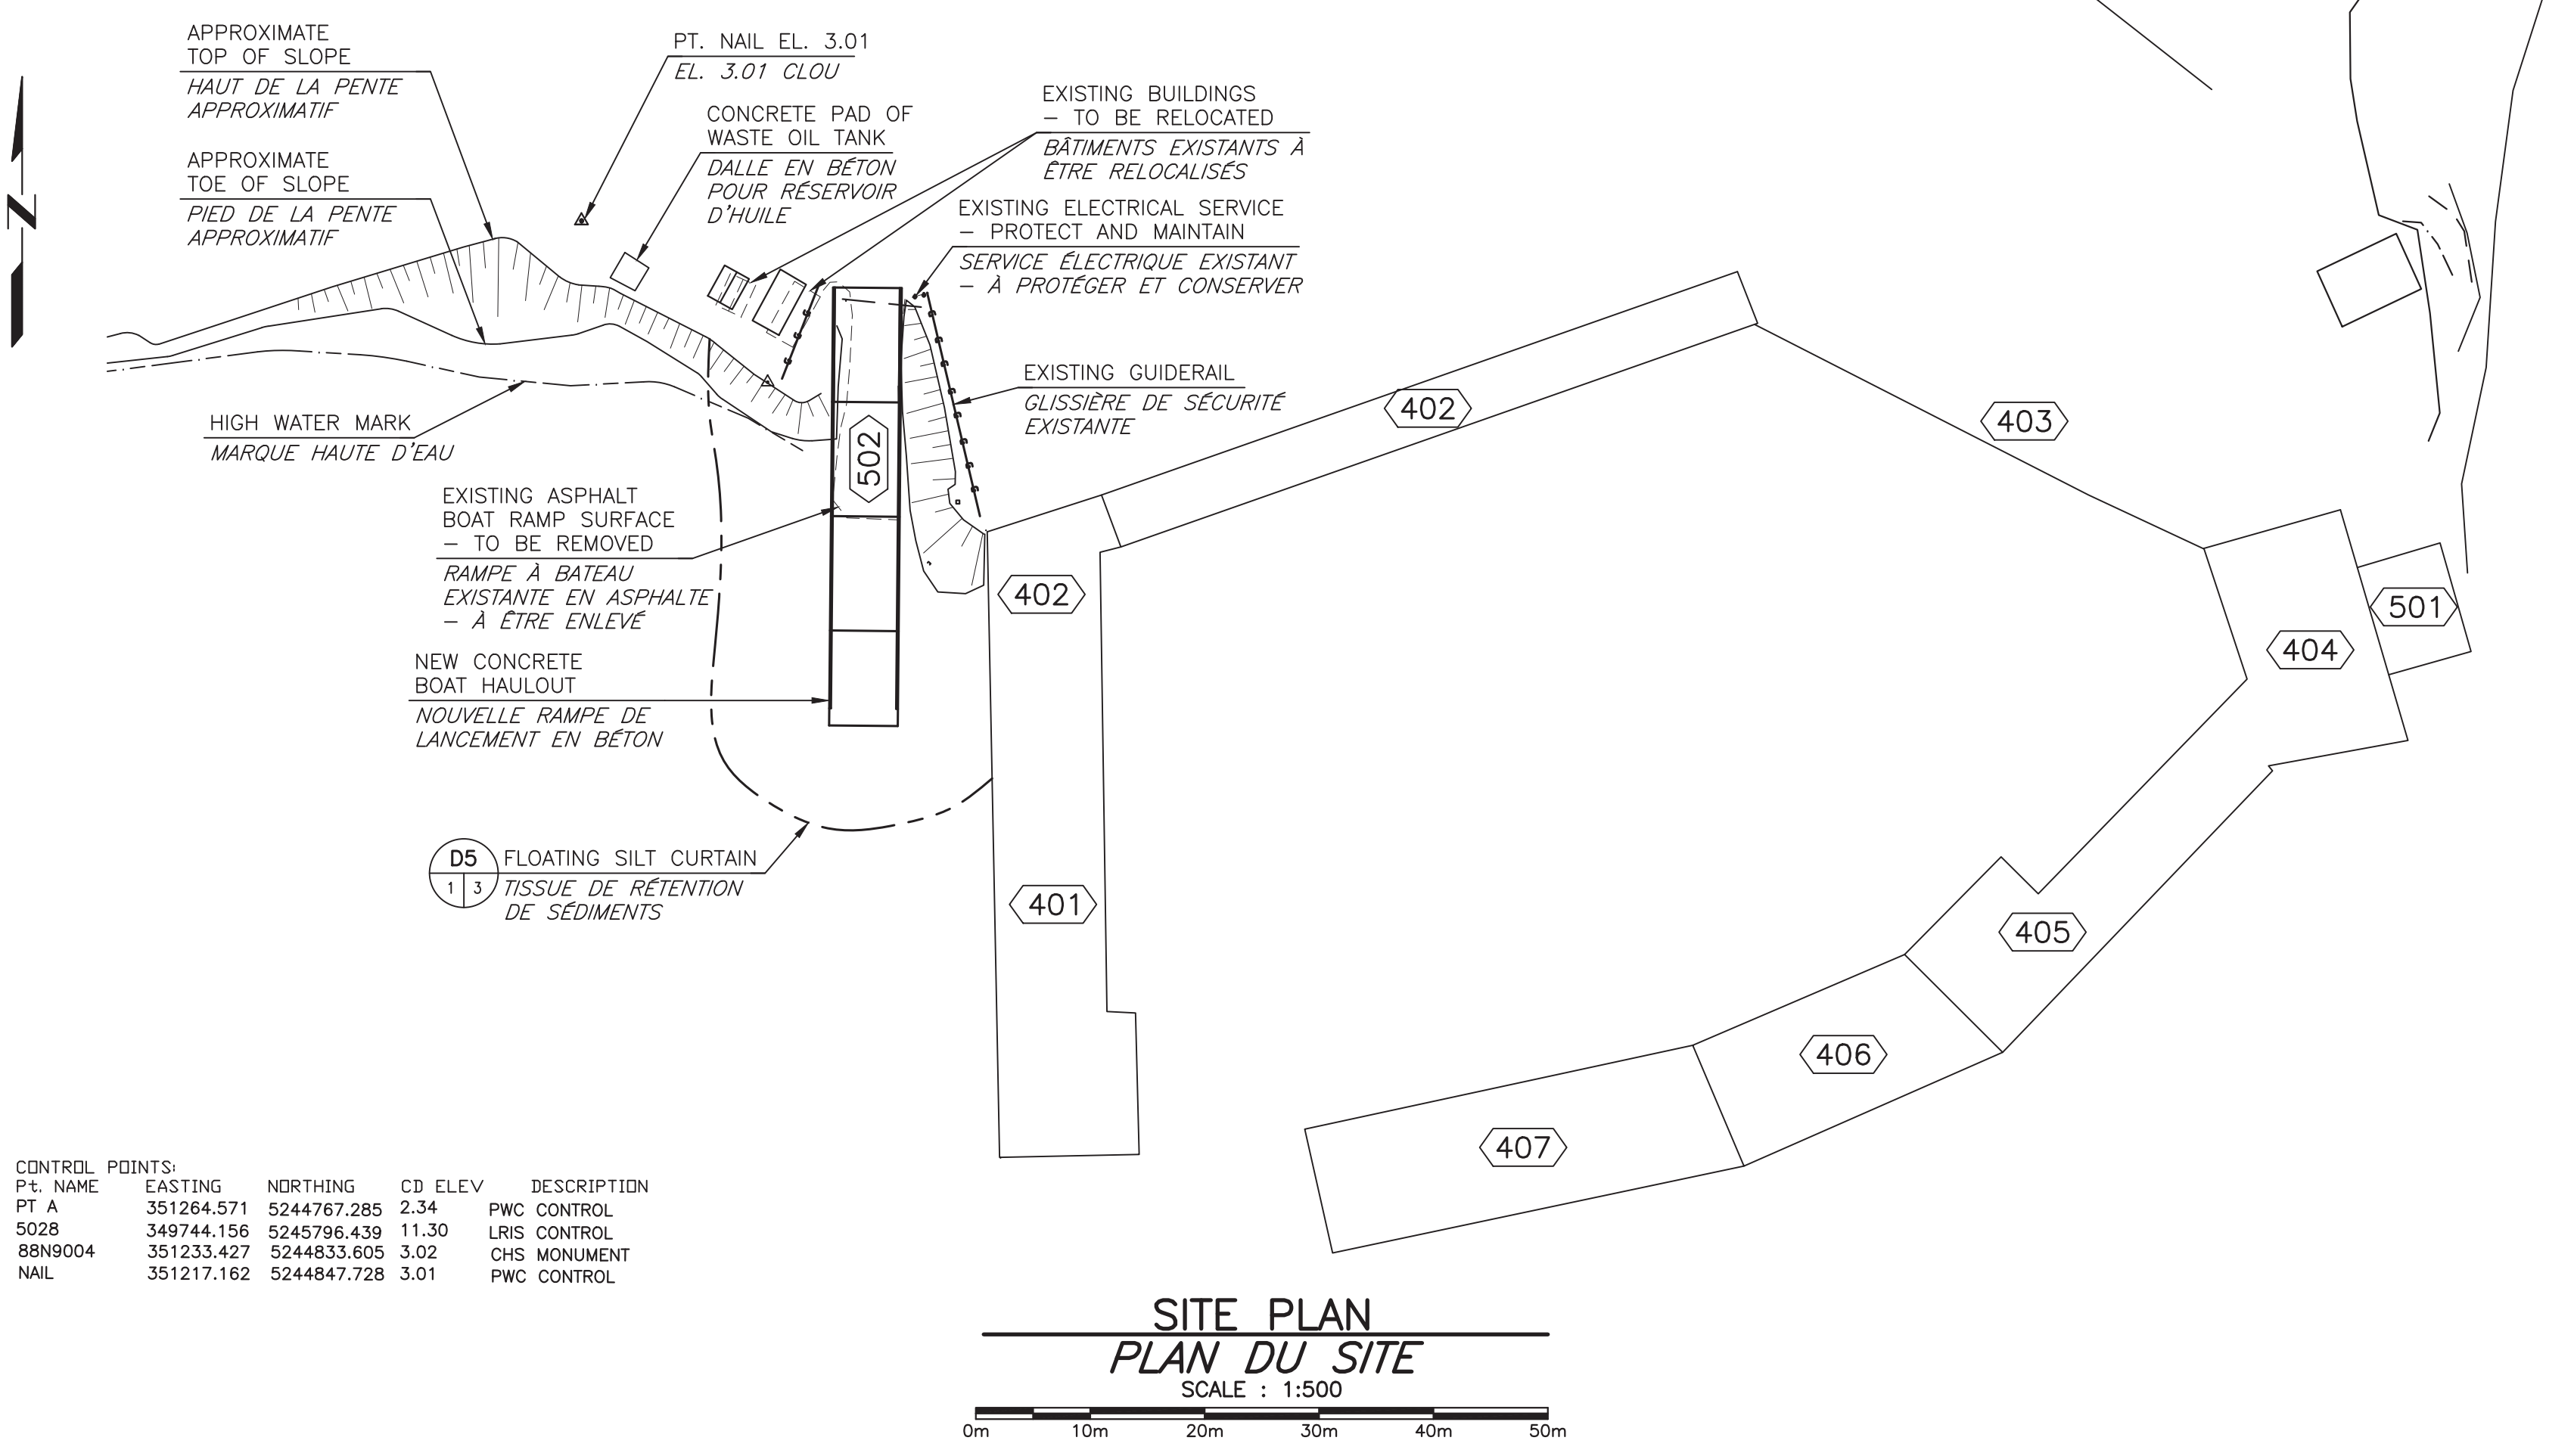 APPROXIMATE
TOP OF SLOPE
HAUT DE LA PENTE
APPROXIMATIF
APPROXIMATE
TOE OF SLOPE
PIED DE LA PENTE
APPROXIMATIF
PT. NAIL EL. 3.01
EL. 3.01 CLOU
CONCRETE PAD OF
WASTE OIL TANK
DALLE EN BÉTON
POUR RÉSERVOIR
D'HUILE
EXISTING BUILDINGS
– TO BE RELOCATED
BÂTIMENTS EXISTANTS À
ÊTRE RELOCALISÉS
EXISTING ELECTRICAL SERVICE
– PROTECT AND MAINTAIN
SERVICE ÉLECTRIQUE EXISTANT
– À PROTÉGER ET CONSERVER
N
EXISTING GUIDERAIL
GLISSIÈRE DE SÉCURITÉ
EXISTANTE
HIGH WATER MARK
MARQUE HAUTE D'EAU
402
403
502
EXISTING ASPHALT
BOAT RAMP SURFACE
– TO BE REMOVED
RAMPE À BATEAU
EXISTANTE EN ASPHALTE
– À ÊTRE ENLEVÉ
402
501
404
NEW CONCRETE
BOAT HAULOUT
NOUVELLE RAMPE DE
LANCEMENT EN BÉTON
D5
1 3
FLOATING SILT CURTAIN
TISSUE DE RÉTENTION
DE SÉDIMENTS
401
405
406
407
CONTROL POINTS:
Pt. NAME EASTING NORTHING CD ELEV DESCRIPTION
PT A 351264.571 5244767.285 2.34 PWC CONTROL
5028 349744.156 5245796.439 11.30 LRIS CONTROL
88N9004 351233.427 5244833.605 3.02 CHS MONUMENT
NAIL 351217.162 5244847.728 3.01 PWC CONTROL
SITE PLAN
PLAN DU SITE
SCALE : 1:500
0m 10m 20m 30m 40m 50m